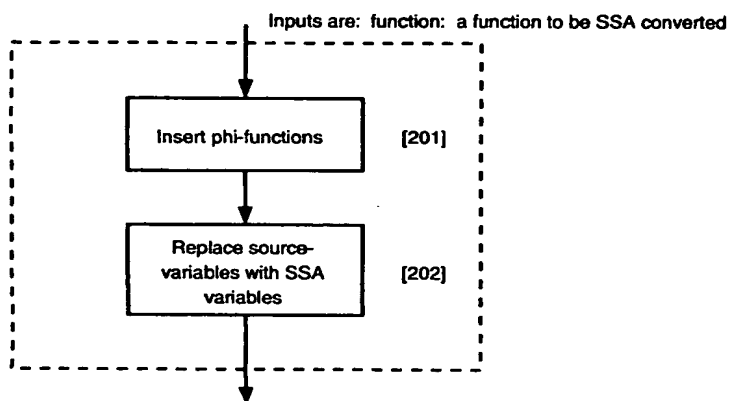 Inputs are: function: a function to be SSA converted
Insert phi-functions [201]
Replace source-
variables with SSA [202]
variables